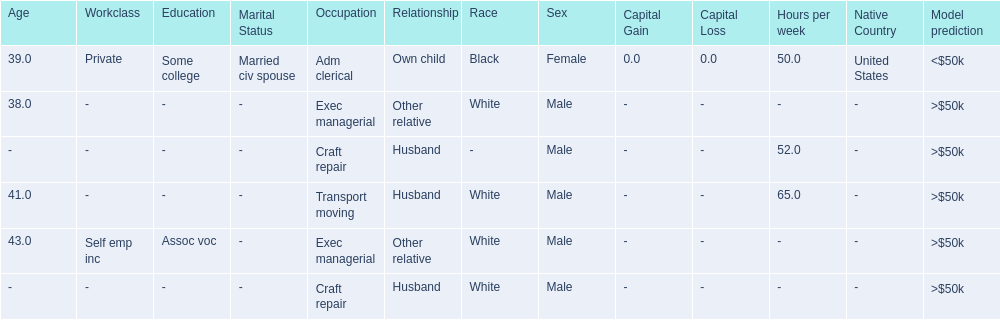 Age Workclass Education Marital Status Occupation Relationship Race Sex Capital Gain Capital Loss Hours per week Native Country Model prediction
39.0 Private Some college Married civ spouse Adm clerical Own child Black Female 0.0 0.0 50.0 United States <$50k
38.0 - - - Exec managerial Other relative White Male - - - - >$50k
- - - - Craft repair Husband - Male - - 52.0 - >$50k
41.0 - - - Transport moving Husband White Male - - 65.0 - >$50k
43.0 Self emp inc Assoc voc - Exec managerial Other relative White Male - - - - >$50k
- - - - Craft repair Husband White Male - - - - >$50k